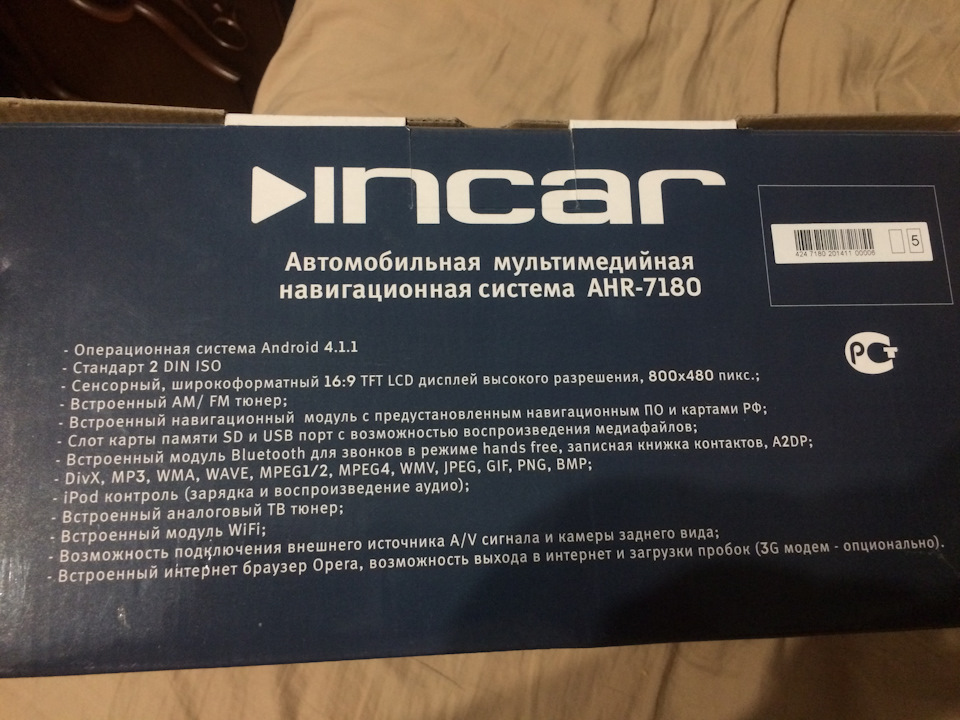 incar
Автомобильная мультимедийная
навигационная система AHR-7180
424 7180 201411 00006
5
РСТ
- Операционная система Android 4.1.1
- Стандарт 2 DIN ISO
- Сенсорный, широкоформатный 16:9 TFT LCD дисплей высокого разрешения, 800x480 пикс.;
- Встроенный AM/ FM тюнер;
- Встроенный навигационный модуль с предустановленным навигационным ПО и картами РФ;
- Слот карты памяти SD и USB порт с возможностью воспроизведения медиафайлов;
- Встроенный модуль Bluetooth для звонков в режиме hands free, записная книжка контактов, A2DP;
- DivX, MP3, WMA, WAVE, MPEG1/2, MPEG4, WMV, JPEG, GIF, PNG, BMP;
- iPod контроль (зарядка и воспроизведение аудио);
- Встроенный аналоговый ТВ тюнер;
- Встроенный модуль WiFi;
- Возможность подключения внешнего источника A/V сигнала и камеры заднего вида;
- Встроенный интернет браузер Opera, возможность выхода в интернет и загрузки пробок (3G модем - опционально).